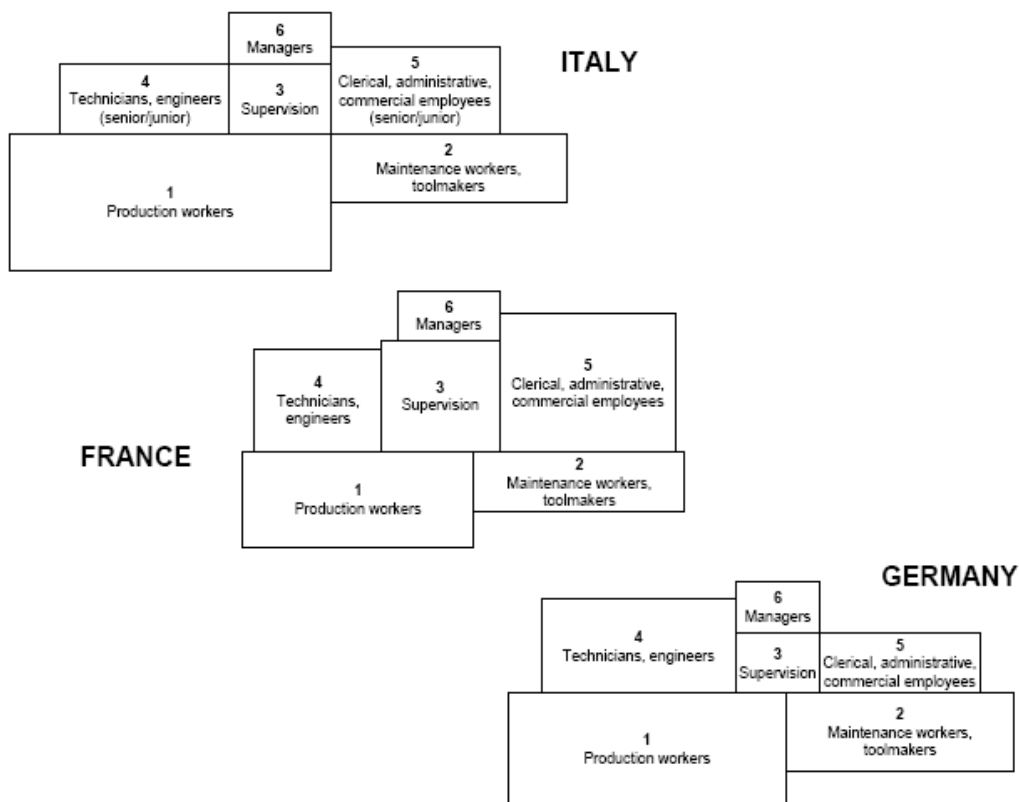 6
Managers
ITALY
4
Technicians, engineers
(senior/junior)
3
Supervision
5
Clerical, administrative,
commercial employees
(senior/junior)
1
Production workers
2
Maintenance workers,
toolmakers
6
Managers
FRANCE
4
Technicians,
engineers
3
Supervision
5
Clerical, administrative,
commercial employees
1
Production workers
2
Maintenance workers,
toolmakers
GERMANY
6
Managers
4
Technicians, engineers
3
Supervision
5
Clerical, administrative,
commercial employees
1
Production workers
2
Maintenance workers,
toolmakers